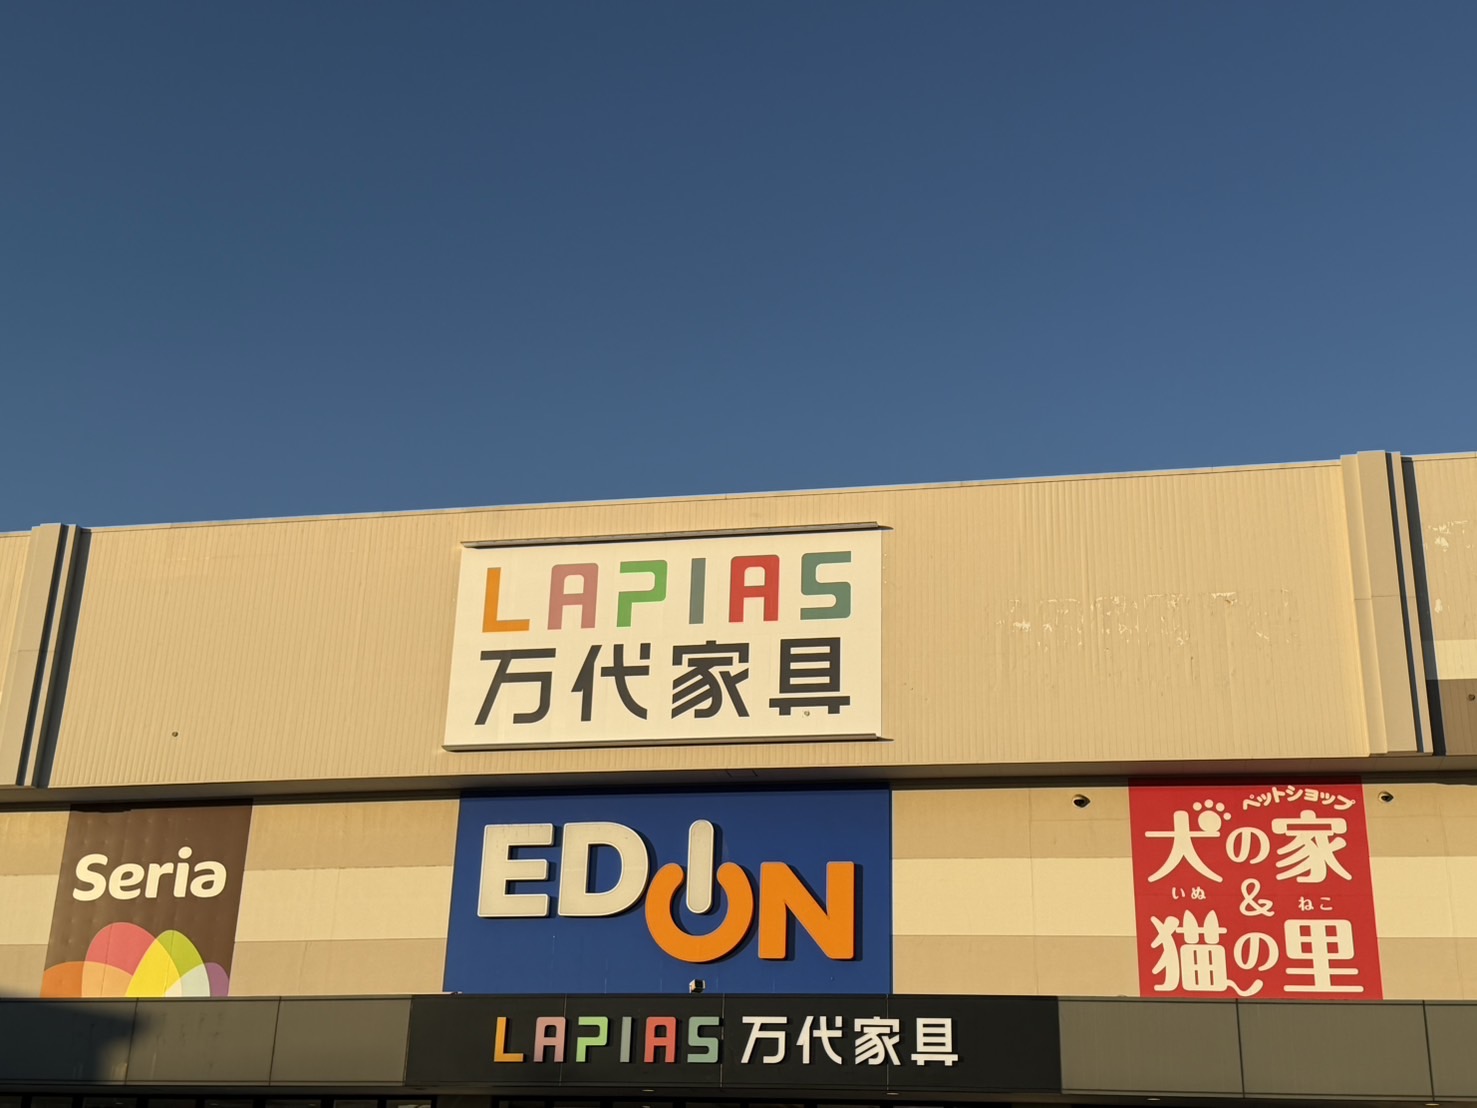 LAPIAS
万代家具
Seria
EDION
ペットショップ
犬の家
いぬ
&
ねこ
猫の里
LAPIAS 万代家具